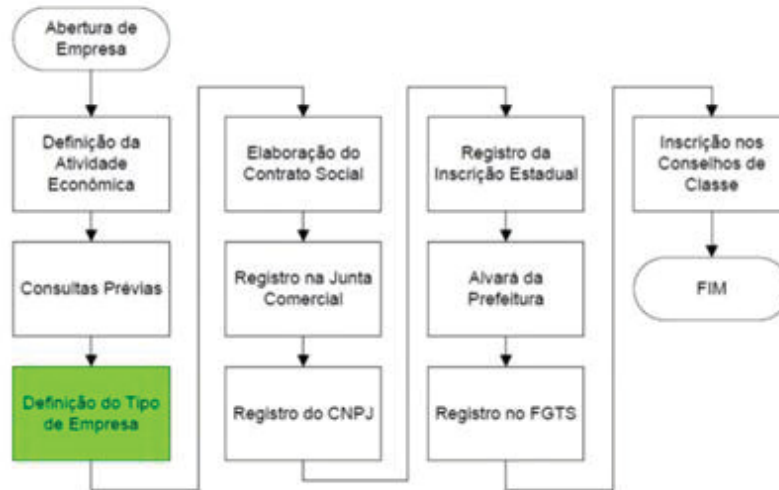 Abertura de
Empresa
Definição da
Atividade
Econômica
Consultas Prévias
Definição do Tipo
de Empresa
Elaboração do
Contrato Social
Registro na Junta
Comercial
Registro do CNPJ
Registro da
Inscrição Estadual
Alvará da
Prefeitura
Registro no FGTS
Inscrição nos
Conselhos de
Classe
FIM